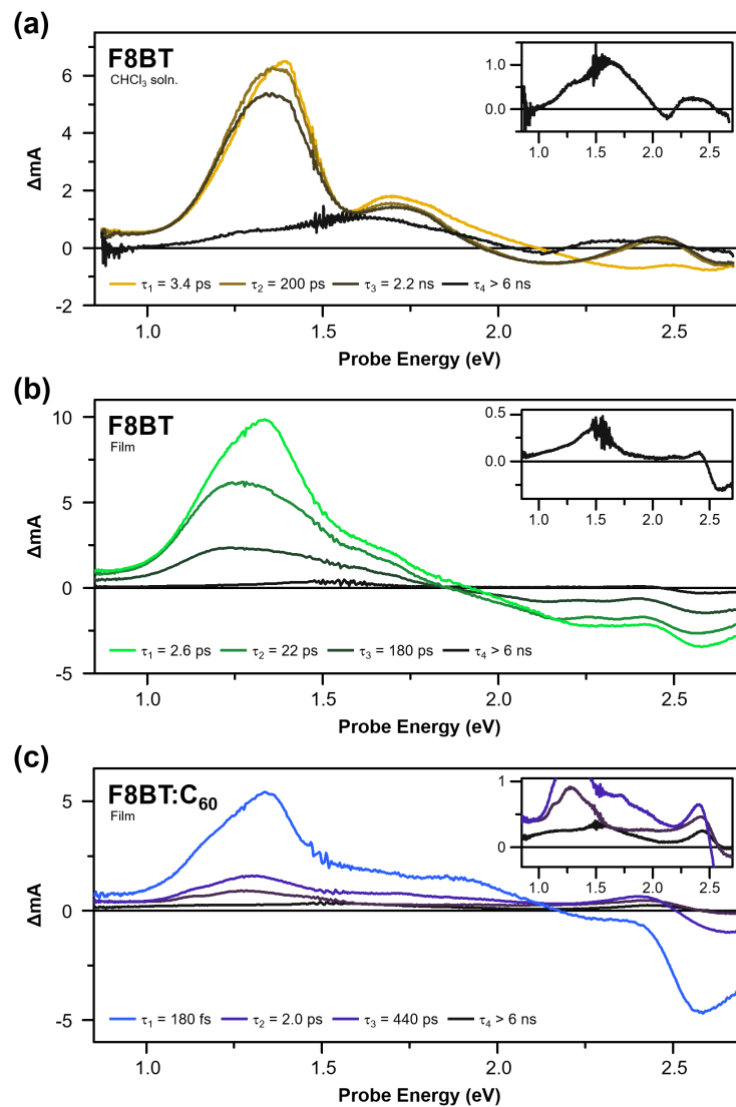 (a)
F8BT
CHCl₃ soln.
ΔmA
6
4
2
0
-2
1.0
0.0
1.0 1.5 2.0 2.5
τ₁ = 3.4 ps τ₂ = 200 ps τ₃ = 2.2 ns τ₄ > 6 ns
1.0 1.5 2.0 2.5
Probe Energy (eV)
(b)
F8BT
Film
ΔmA
10
5
0
-5
0.5
0.0
1.0 1.5 2.0 2.5
τ₁ = 2.6 ps τ₂ = 22 ps τ₃ = 180 ps τ₄ > 6 ns
1.0 1.5 2.0 2.5
Probe Energy (eV)
(c)
F8BT:C₆₀
Film
ΔmA
5
0
-5
1
0
1.0 1.5 2.0 2.5
τ₁ = 180 fs τ₂ = 2.0 ps τ₃ = 440 ps τ₄ > 6 ns
1.0 1.5 2.0 2.5
Probe Energy (eV)